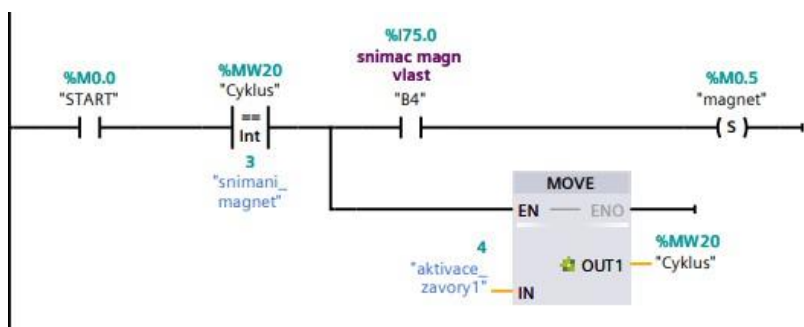 %I75.0
snimac magn
vlast
"B4"
%M0.0
"START"
%MW20
"Cyklus"
==
Int
3
"snimani_
magnet"
%M0.5
"magnet"
S
MOVE
EN
ENO
4
"aktivace_
zavory1"
IN
OUT1
%MW20
"Cyklus"